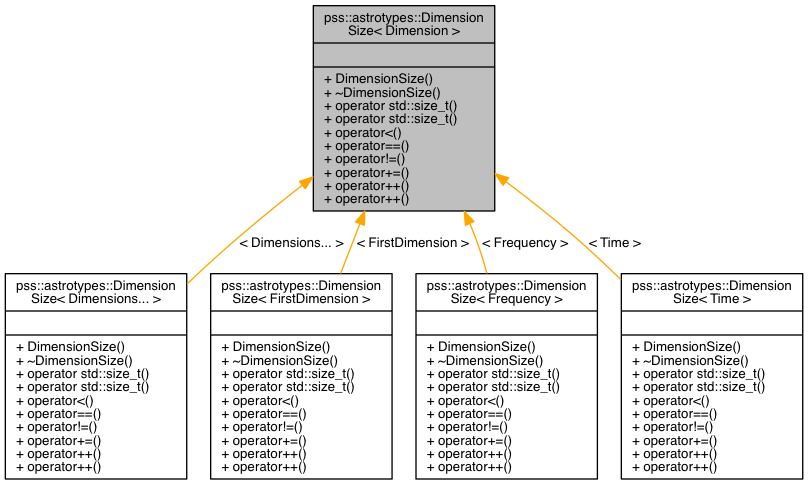 pss::astrotypes::Dimension
Size< Dimension >
+ DimensionSize()
+ ~DimensionSize()
+ operator std::size_t()
+ operator std::size_t()
+ operator<()
+ operator==()
+ operator!=()
+ operator+=()
+ operator++()
+ operator++()
< Dimensions... >
< FirstDimension >
< Frequency >
< Time >
pss::astrotypes::Dimension
Size< Dimensions... >
+ DimensionSize()
+ ~DimensionSize()
+ operator std::size_t()
+ operator std::size_t()
+ operator<()
+ operator==()
+ operator!=()
+ operator+=()
+ operator++()
+ operator++()
pss::astrotypes::Dimension
Size< FirstDimension >
+ DimensionSize()
+ ~DimensionSize()
+ operator std::size_t()
+ operator std::size_t()
+ operator<()
+ operator==()
+ operator!=()
+ operator+=()
+ operator++()
+ operator++()
pss::astrotypes::Dimension
Size< Frequency >
+ DimensionSize()
+ ~DimensionSize()
+ operator std::size_t()
+ operator std::size_t()
+ operator<()
+ operator==()
+ operator!=()
+ operator+=()
+ operator++()
+ operator++()
pss::astrotypes::Dimension
Size< Time >
+ DimensionSize()
+ ~DimensionSize()
+ operator std::size_t()
+ operator std::size_t()
+ operator<()
+ operator==()
+ operator!=()
+ operator+=()
+ operator++()
+ operator++()